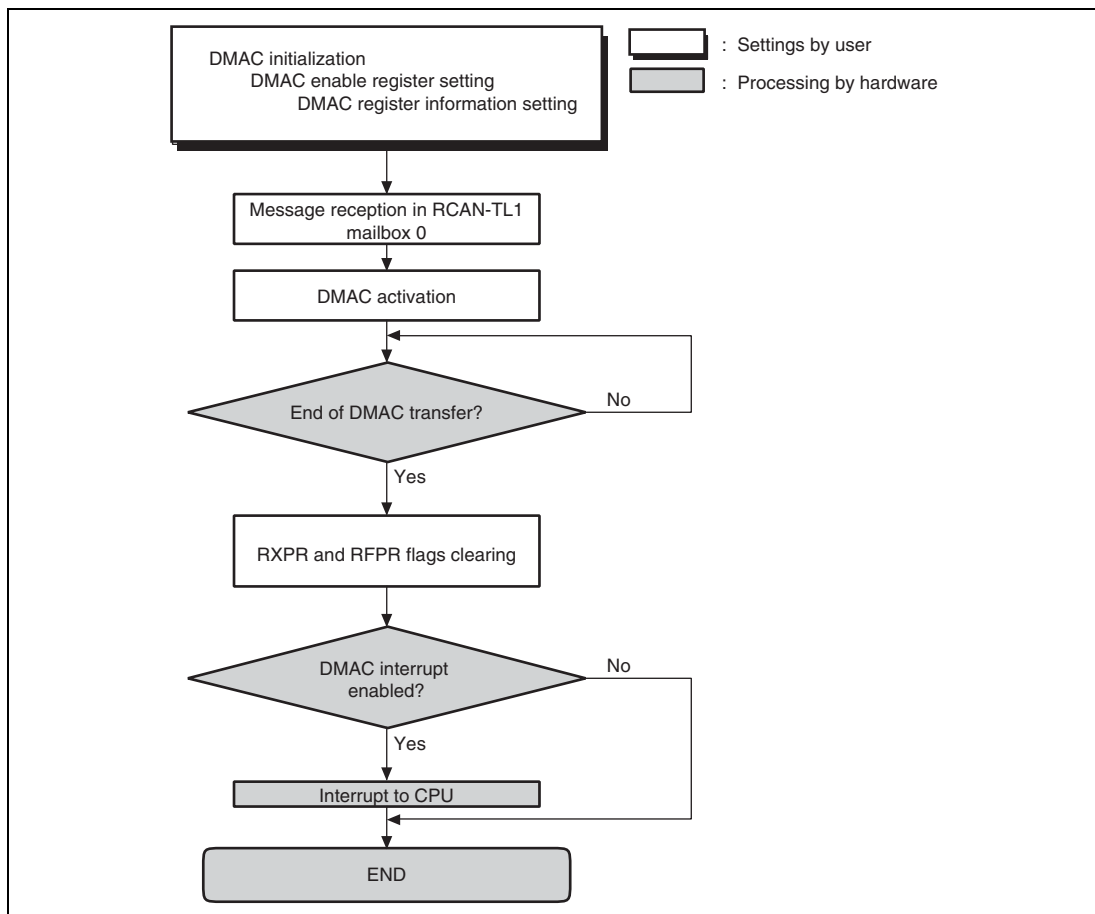 DMAC initialization
DMAC enable register setting
DMAC register information setting
: Settings by user
: Processing by hardware
Message reception in RCAN-TL1
mailbox 0
DMAC activation
End of DMAC transfer?
No
Yes
RXPR and RFPR flags clearing
DMAC interrupt
enabled?
No
Yes
Interrupt to CPU
END